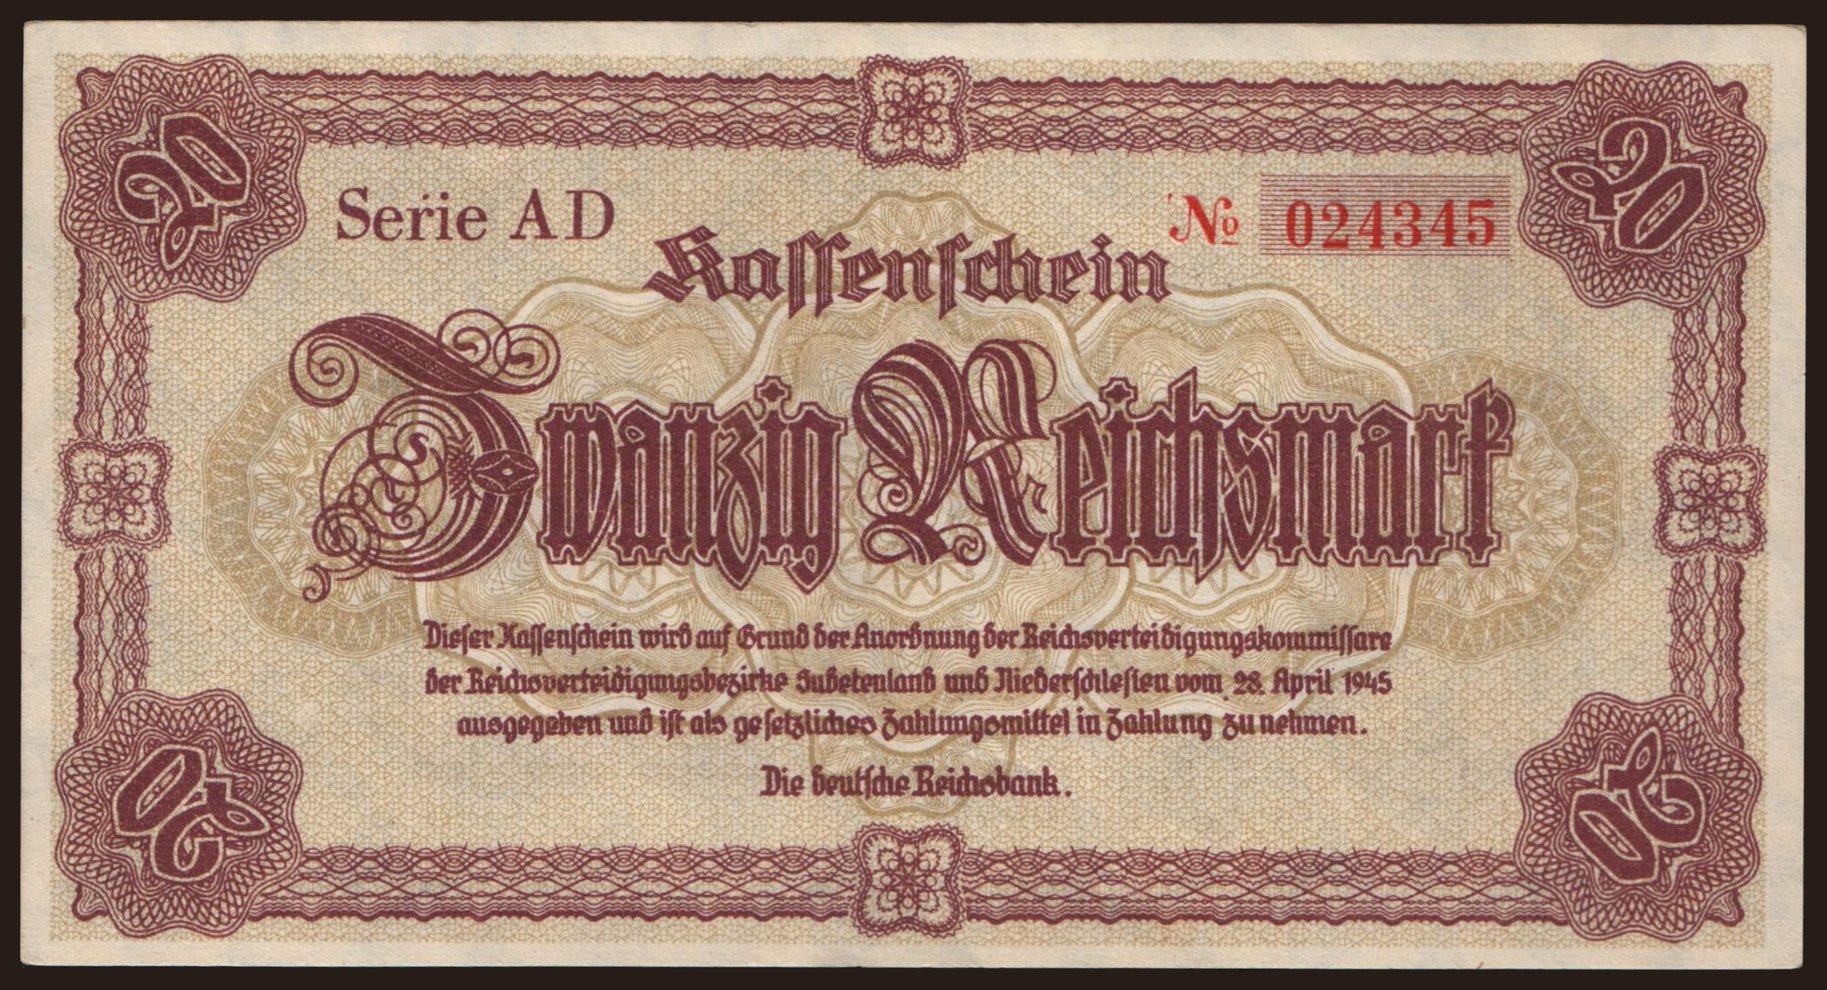 20
20
Serie AD
№ 024345
Kassenschein
Zwanzig Reichsmark
Dieser Kassenschein wird auf Grund der Anordnung der Reichsverteidigungskommissare
der Reichsverteidigungsbezirke Sudetenland und Niederschlesien vom 28. April 1945
ausgegeben und ist als gesetzliches Zahlungsmittel in Zahlung zu nehmen.
Die deutsche Reichsbank.
20
20